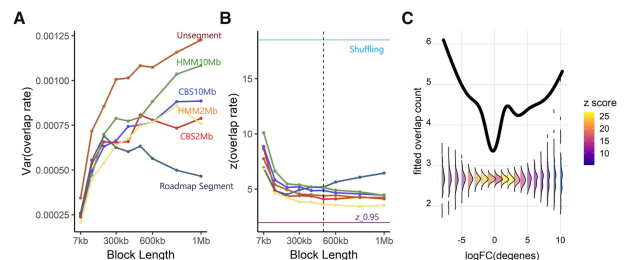 A
Var(overlap rate)
0.00125
0.00100
0.00075
0.00050
0.00025
Unsegment
HMM10Mb
CBS10Mb
HMM2Mb
CBS2Mb
Roadmap Segment
7kb 300kb 600kb 1Mb
Block Length
B
z(overlap rate)
15
10
5
Shuffling
z_0.95
7kb 300kb 600kb 1Mb
Block Length
C
fitted overlap count
6
5
4
3
2
-5 0 5 10
logFC(degenes)
z score
25
20
15
10